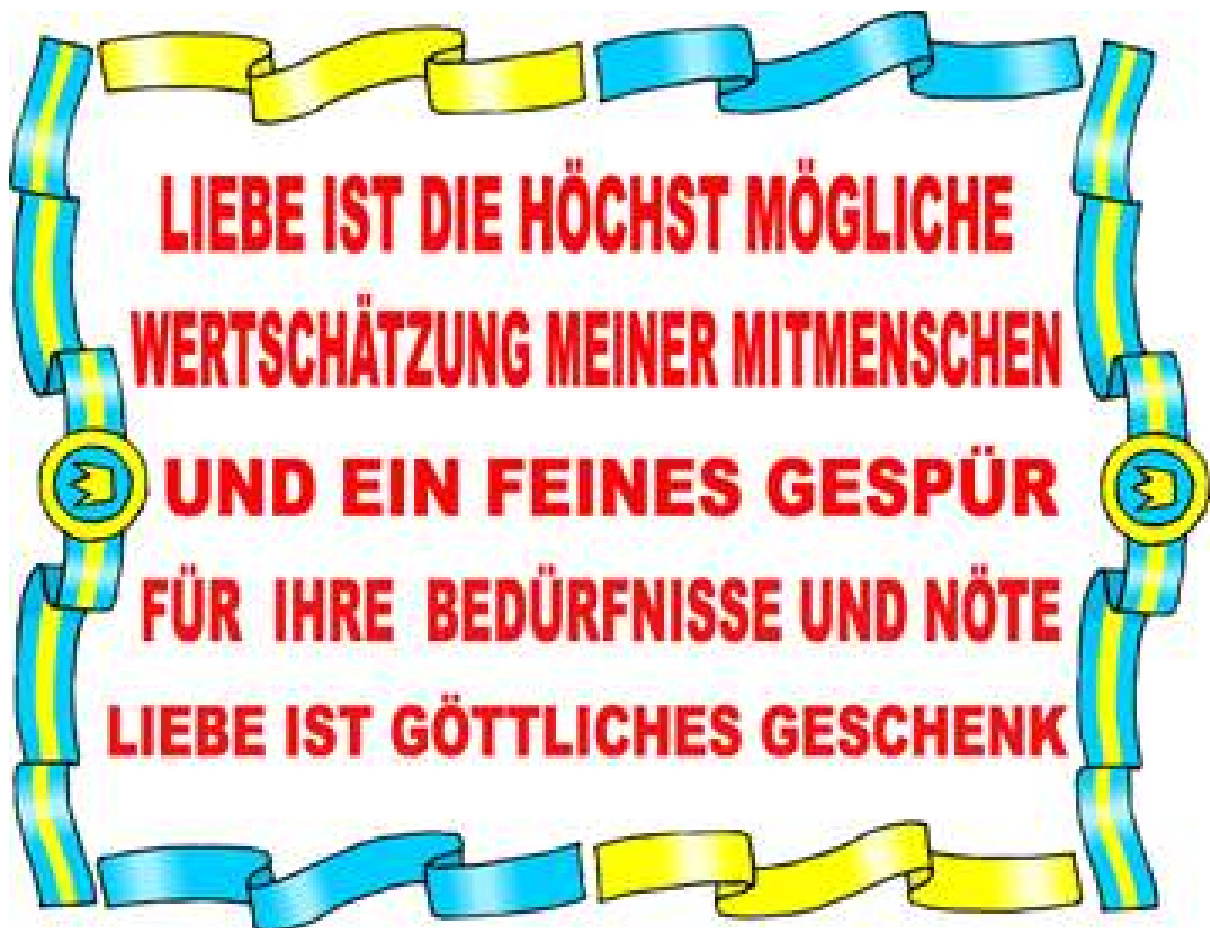 LIEBE IST DIE HÖCHST MÖGLICHE
WERTSCHÄTZUNG MEINER MITMENSCHEN
UND EIN FEINES GESPÜR
FÜR IHRE BEDÜRFNISSE UND NÖTE
LIEBE IST GÖTTLICHES GESCHENK